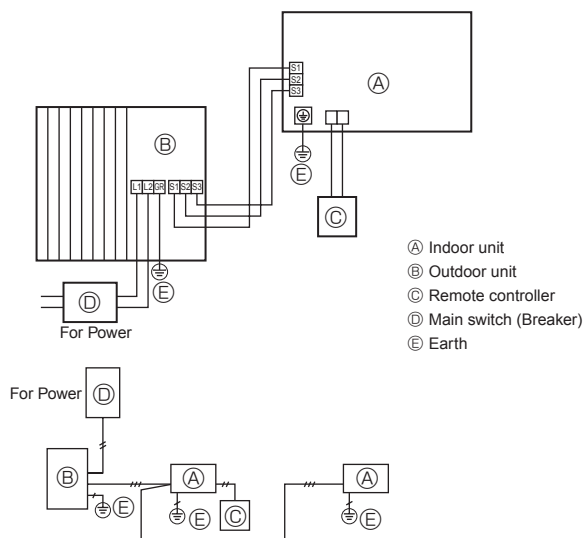 S1
S2
S3
Ⓐ
Ⓔ
Ⓒ
Ⓑ
L1 L2 GR S1 S2 S3
Ⓔ
Ⓓ
For Power
Ⓐ Indoor unit
Ⓑ Outdoor unit
Ⓒ Remote controller
Ⓓ Main switch (Breaker)
Ⓔ Earth
For Power Ⓓ
Ⓑ Ⓔ Ⓐ Ⓔ Ⓒ Ⓐ Ⓔ